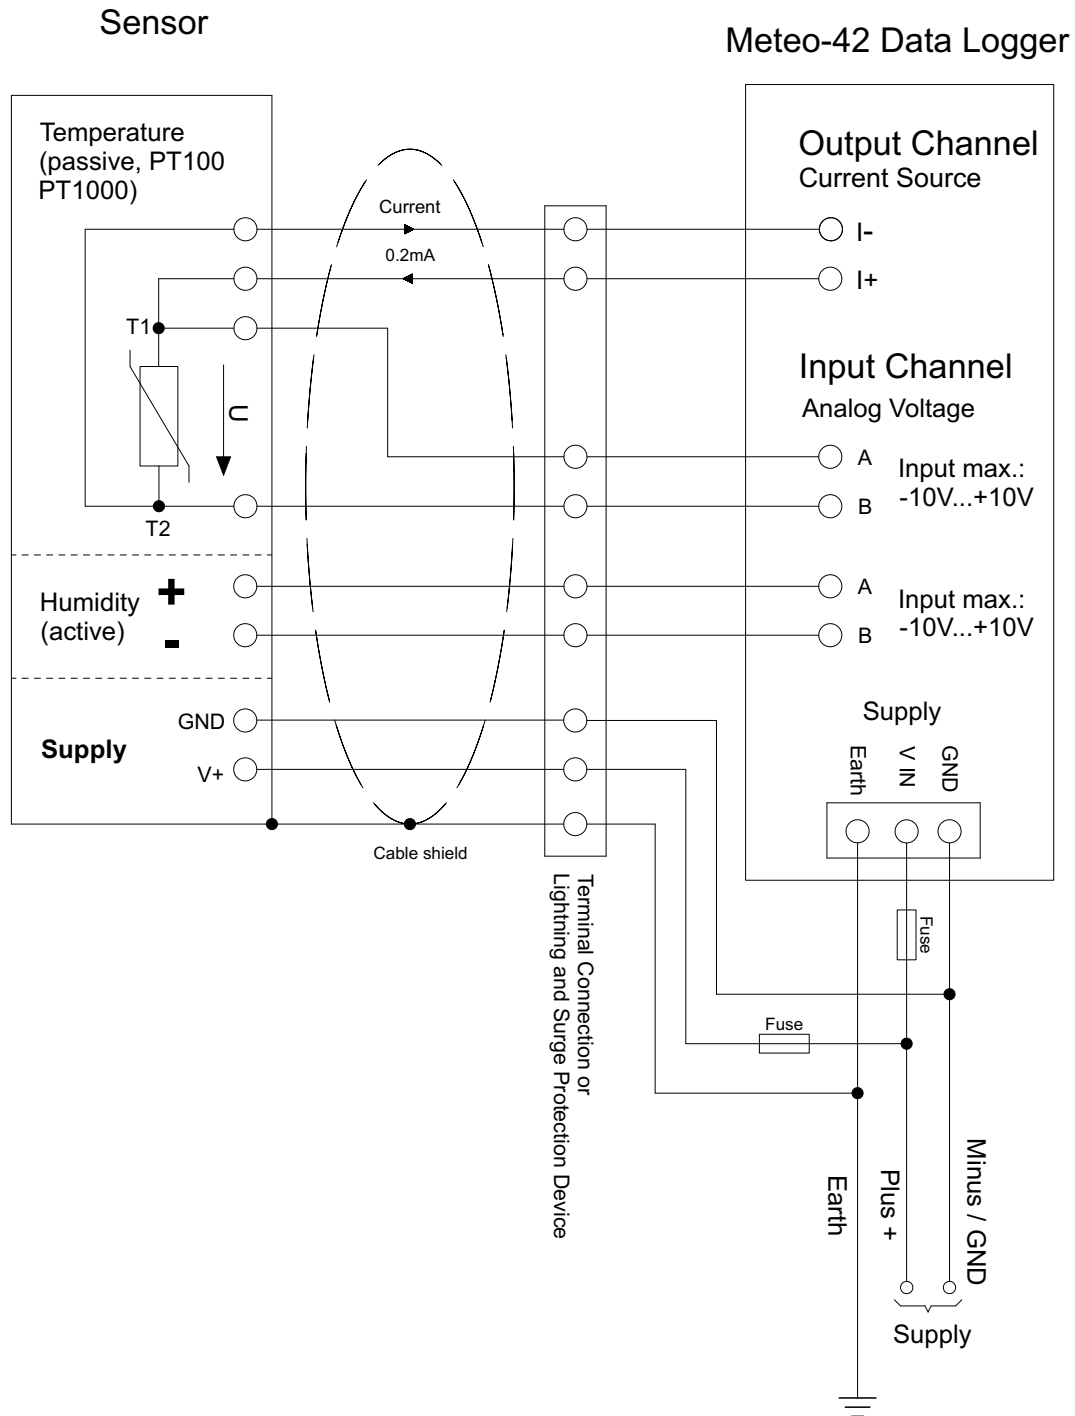 Sensor
Meteo-42 Data Logger
Temperature
(passive, PT100
PT1000)
Output Channel
Current Source
Current
0.2mA
I-
I+
T1
U
T2
Input Channel
Analog Voltage
A
B
Input max.:
-10V...+10V
Humidity
(active)
+
-
A
B
Input max.:
-10V...+10V
Supply
GND
V+
Supply
Earth
V IN
GND
Cable shield
Terminal Connection or
Lightning and Surge Protection Device
Fuse
Fuse
Earth
Plus +
Minus / GND
Supply